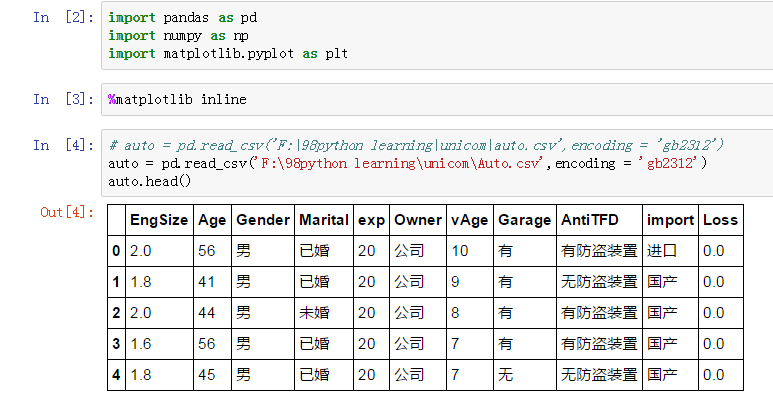 In [2]: import pandas as pd
import numpy as np
import matplotlib.pyplot as plt
In [3]: %matplotlib inline
In [4]: # auto = pd.read_csv('F:|98python learning|unicom|auto.csv',encoding = 'gb2312')
auto = pd.read_csv('F:\98python learning\unicom\Auto.csv',encoding = 'gb2312')
auto.head()
Out[4]:
EngSize Age Gender Marital exp Owner vAge Garage AntiTFD import Loss
0 2.0 56 男 已婚 20 公司 10 有 有防盗装置 进口 0.0
1 1.8 41 男 已婚 20 公司 9 有 无防盗装置 国产 0.0
2 2.0 44 男 未婚 20 公司 8 有 有防盗装置 国产 0.0
3 1.6 56 男 已婚 20 公司 7 有 有防盗装置 国产 0.0
4 1.8 45 男 已婚 20 公司 7 无 无防盗装置 国产 0.0